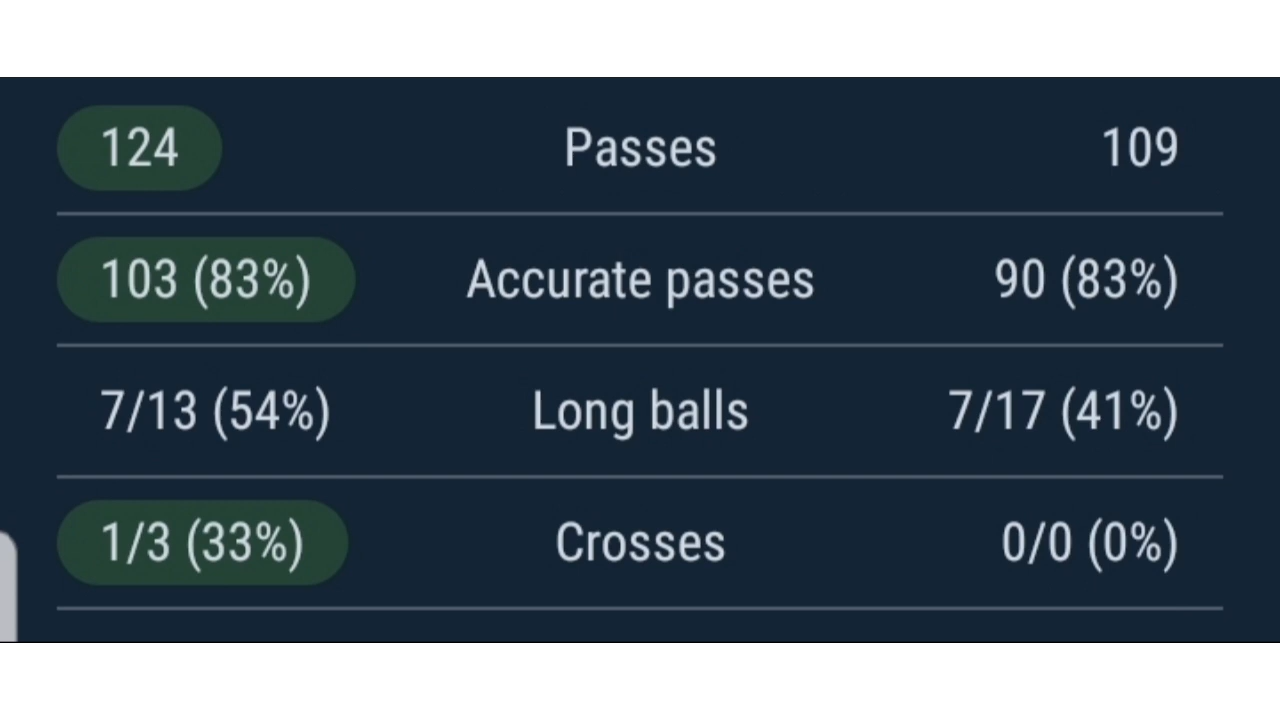 124 Passes 109
103 (83%) Accurate passes 90 (83%)
7/13 (54%) Long balls 7/17 (41%)
1/3 (33%) Crosses 0/0 (0%)